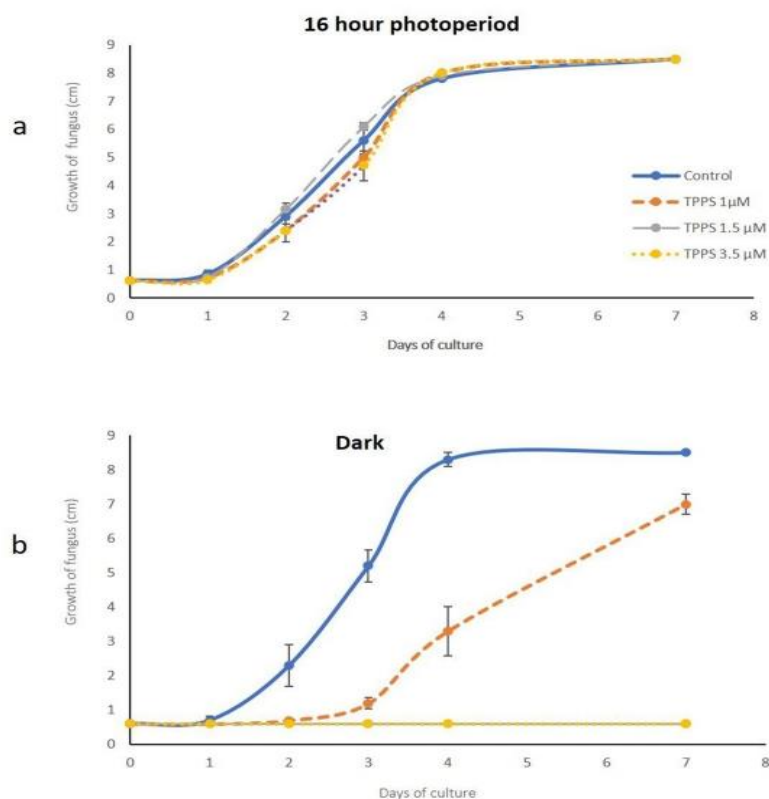 16 hour photoperiod
a
Growth of fungus (cm)
9
8
7
6
5
4
3
2
1
0
0 1 2 3 4 5 6 7 8
Days of culture
Control
TPPS 1µM
TPPS 1.5 µM
TPPS 3.5 µM
Dark
b
Growth of fungus (cm)
9
8
7
6
5
4
3
2
1
0
0 1 2 3 4 5 6 7 8
Days of culture